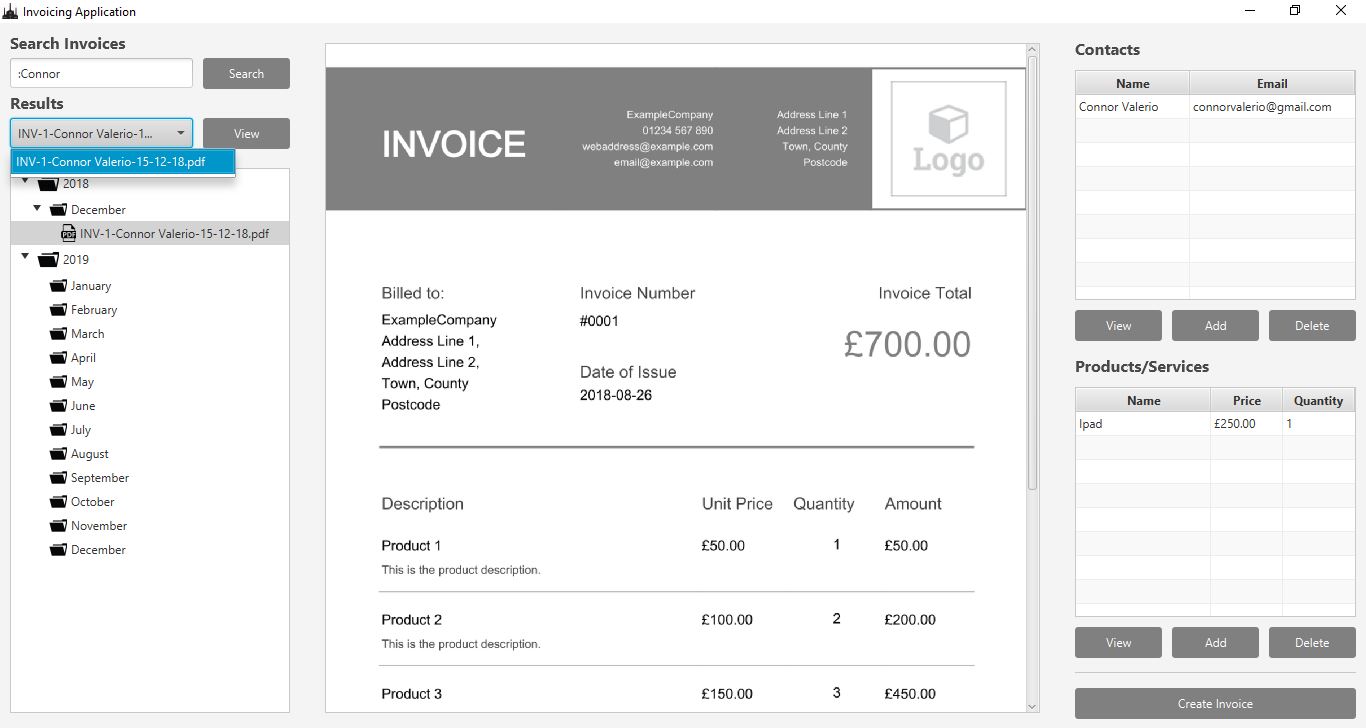 Invoicing Application
Search Invoices
:Connor
Search
Results
INV-1-Connor Valerio-1...
View
INV-1-Connor Valerio-15-12-18.pdf
2018
December
PDF INV-1-Connor Valerio-15-12-18.pdf
2019
January
February
March
April
May
June
July
August
September
October
November
December
INVOICE
ExampleCompany
01234 567 890
webaddress@example.com
email@example.com
Address Line 1
Address Line 2
Town, County
Postcode
Logo
Billed to:
ExampleCompany
Address Line 1,
Address Line 2,
Town, County
Postcode
Invoice Number
#0001
Date of Issue
2018-08-26
Invoice Total
£700.00
Description Unit Price Quantity Amount
Product 1 £50.00 1 £50.00
This is the product description.
Product 2 £100.00 2 £200.00
This is the product description.
Product 3 £150.00 3 £450.00
Contacts
Name Email
Connor Valerio connorvalerio@gmail.com
View Add Delete
Products/Services
Name Price Quantity
Ipad £250.00 1
View Add Delete
Create Invoice